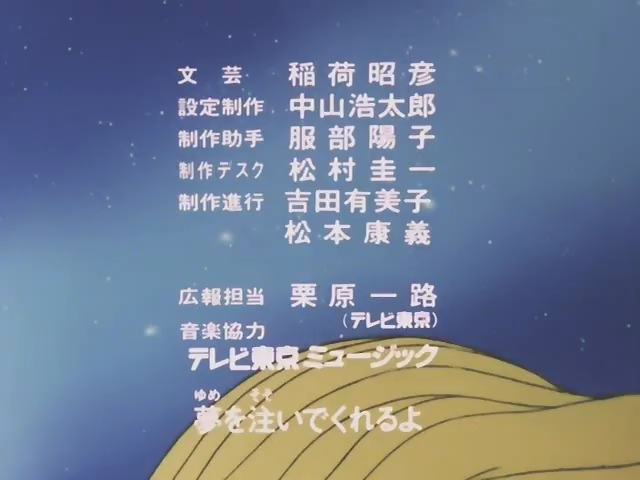 文芸 稲荷昭彦
設定制作 中山浩太郎
制作助手 服部陽子
制作デスク 松村圭一
制作進行 吉田有美子
松本康義
広報担当 栗原一路
(テレビ東京)
音楽協力
テレビ東京ミュージック
ゆめ そそ
夢を注いでくれるよ